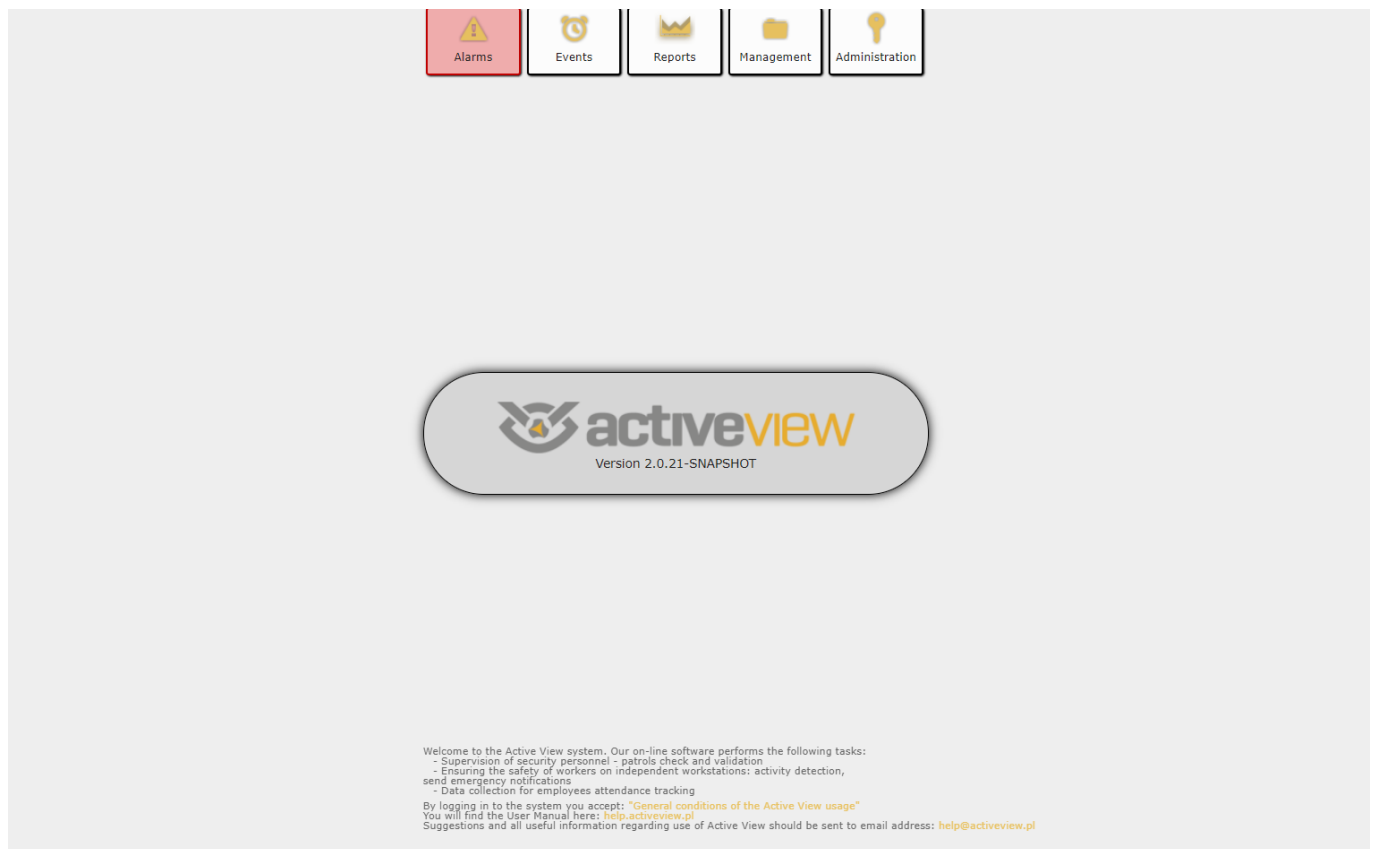 Alarms
Events
Reports
Management
Administration
activeview
Version 2.0.21-SNAPSHOT
Welcome to the Active View system. Our on-line software performs the following tasks:
- Supervision of security personnel - patrols check and validation
- Ensuring the safety of workers on independent workstations: activity detection,
send emergency notifications
- Data collection for employees attendance tracking
By logging in to the system you accept: "General conditions of the Active View usage"
You will find the User Manual here: help.activeview.pl
Suggestions and all useful information regarding use of Active View should be sent to email address: help@activeview.pl